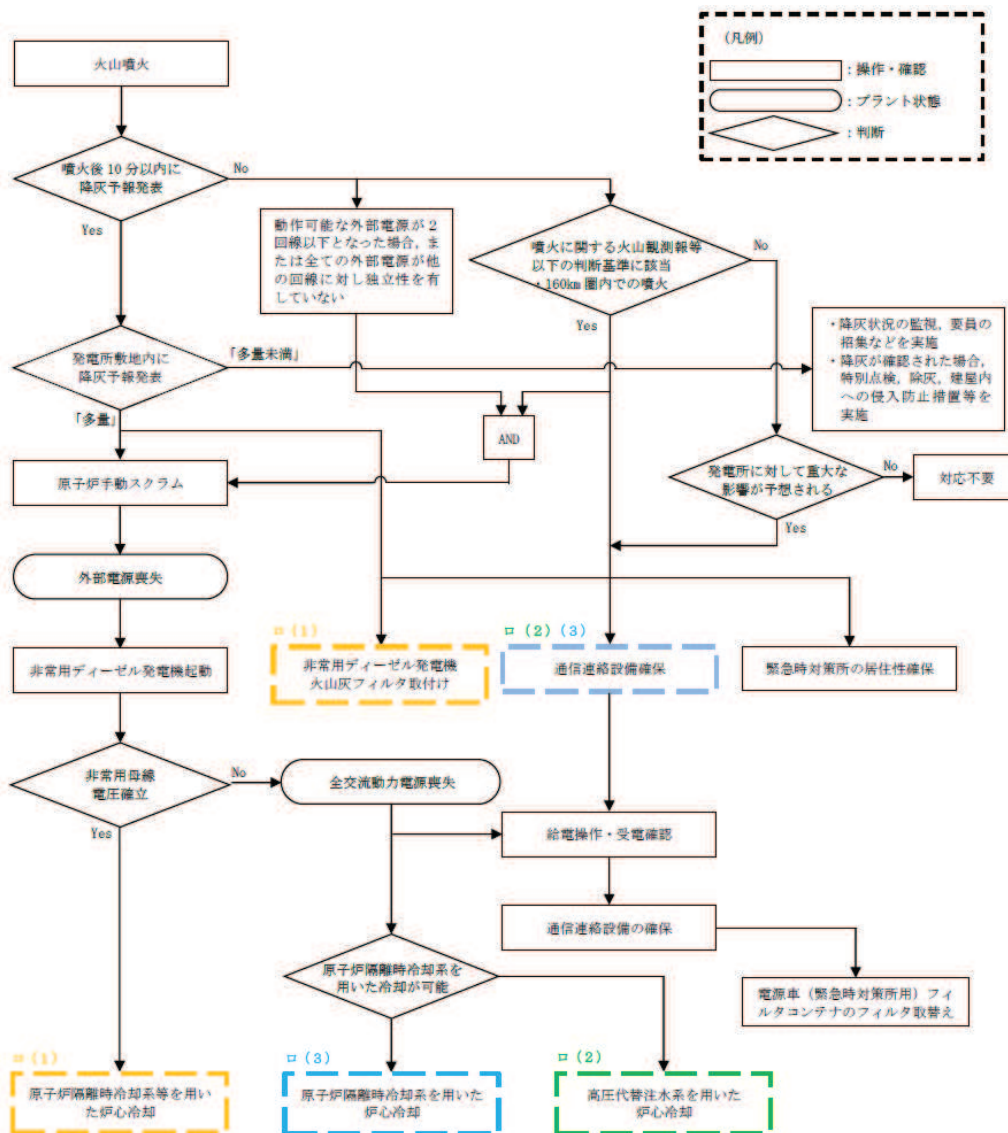 (凡例)
：操作・確認
：プラント状態
：判断
火山噴火
噴火後10分以内に
降灰予報発表
No
Yes
動作可能な外部電源が２
回線以下となった場合，ま
たは全ての外部電源が他
の回線に対し独立性を有
していない
噴火に関する火山観測報等
以下の判断基準に該当
・160km圏内での噴火
No
Yes
発電所敷地内に
降灰予報発表
「多量未満」
「多量」
・降灰状況の監視，要員の
招集などを実施
・降灰が確認された場合，
特別点検，除灰，建屋内
への侵入防止措置等を
実施
AND
原子炉手動スクラム
発電所に対して重大な
影響が予想される
No
対応不要
Yes
外部電源喪失
ロ（1）
ロ（2）（3）
非常用ディーゼル発電機起動
非常用ディーゼル発電機
火山灰フィルタ取付け
通信連絡設備確保
緊急時対策所の居住性確保
非常用母線
電圧確立
No
Yes
全交流動力電源喪失
給電操作・受電確認
通信連絡設備の確保
原子炉隔離時冷却系を
用いた冷却が可能
電源車（緊急時対策所用）フィ
ルタコンテナのフィルタ取替え
ロ（1）
ロ（3）
ロ（2）
原子炉隔離時冷却系等を用い
た炉心冷却
原子炉隔離時冷却系を用いた
炉心冷却
高圧代替注水系を用いた
炉心冷却